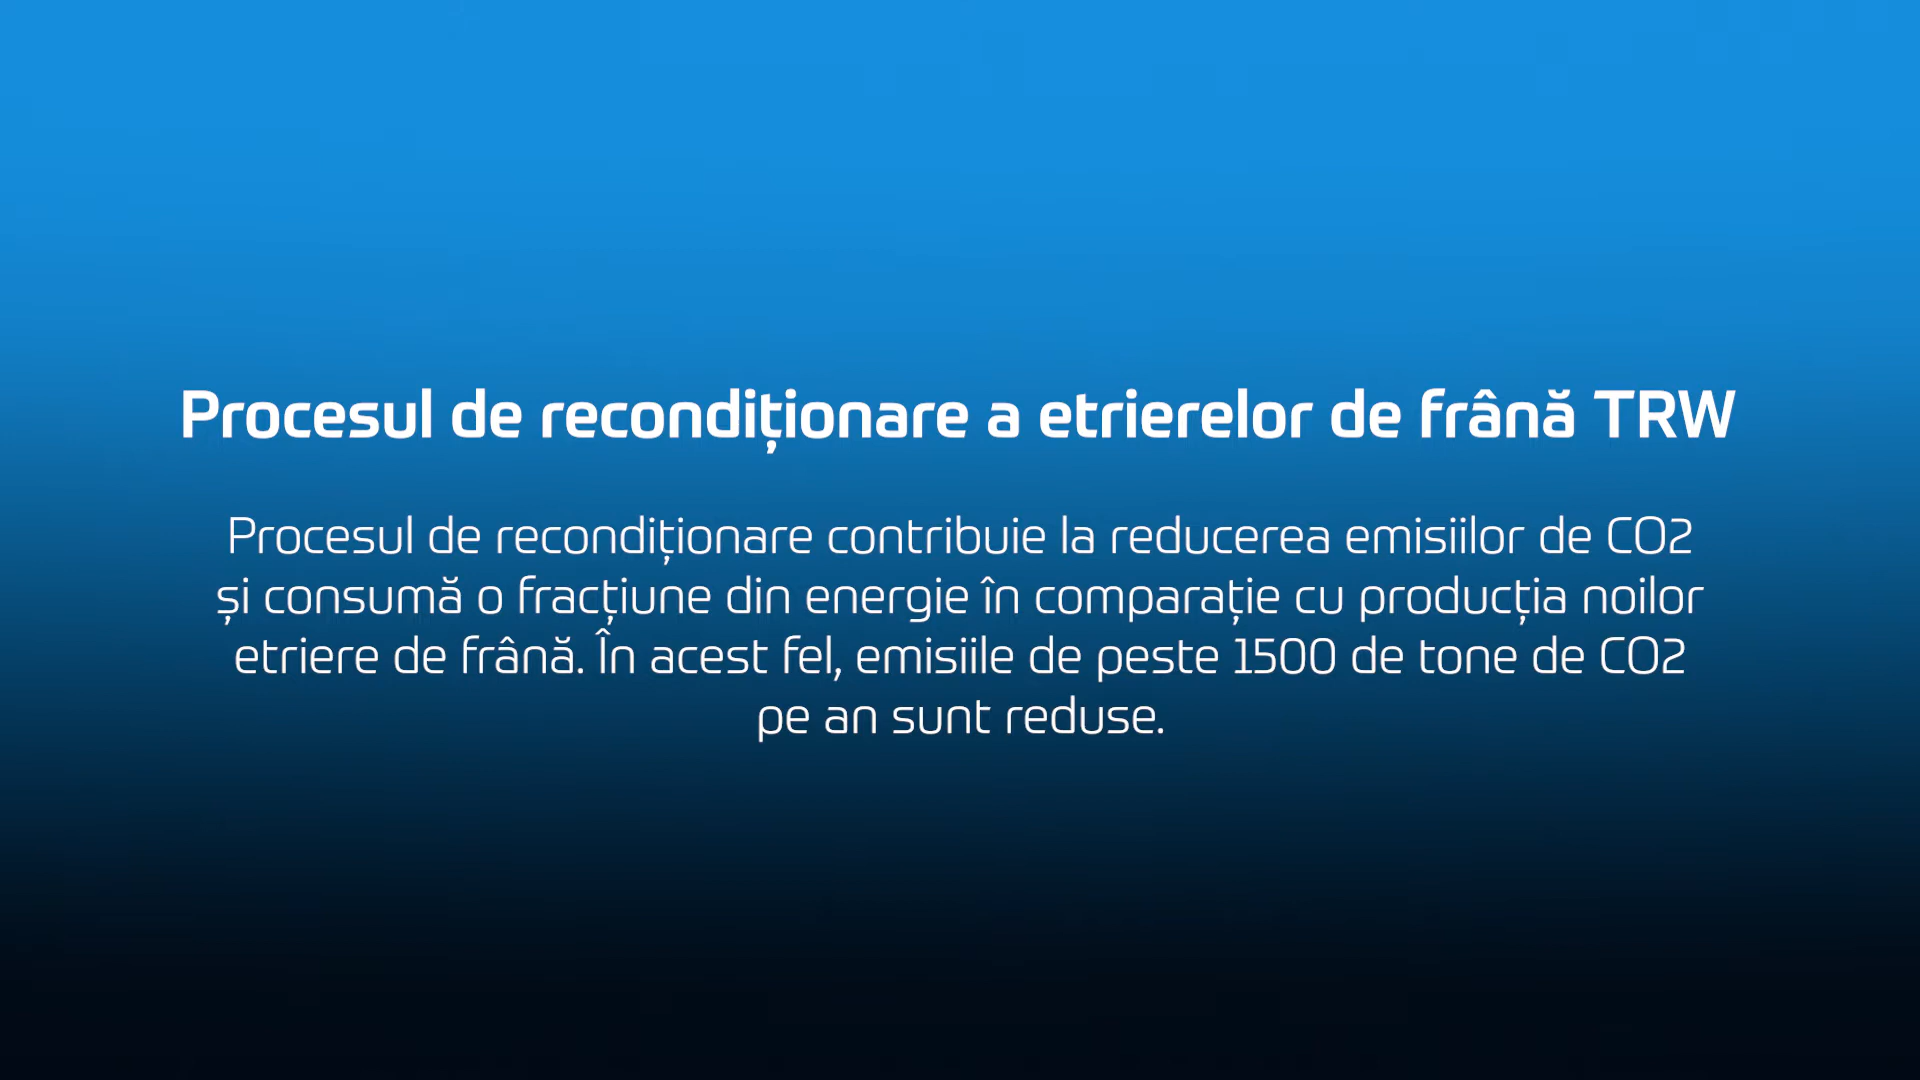 Procesul de recondiționare a etrierelor de frână TRW
Procesul de recondiționare contribuie la reducerea emisiilor de CO2
și consumă o fracțiune din energie în comparație cu producția noilor
etriere de frână. În acest fel, emisiile de peste 1500 de tone de CO2
pe an sunt reduse.